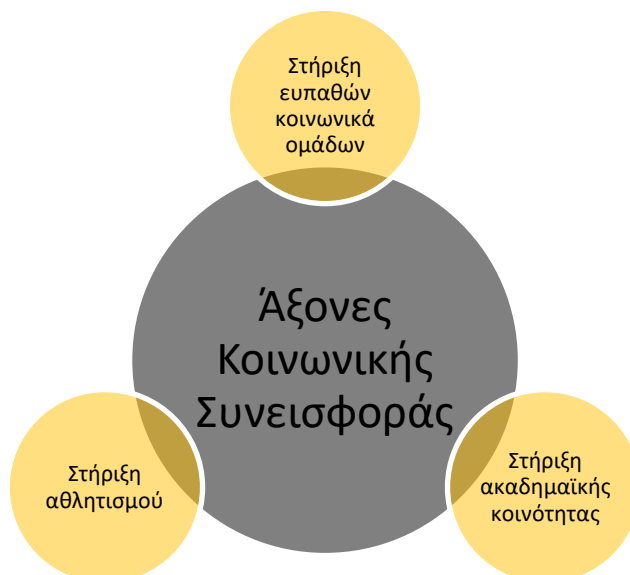 Στήριξη
ευπαθών
κοινωνικά
ομάδων
Άξονες
Κοινωνικής
Συνεισφοράς
Στήριξη
αθλητισμού
Στήριξη
ακαδημαϊκής
κοινότητας